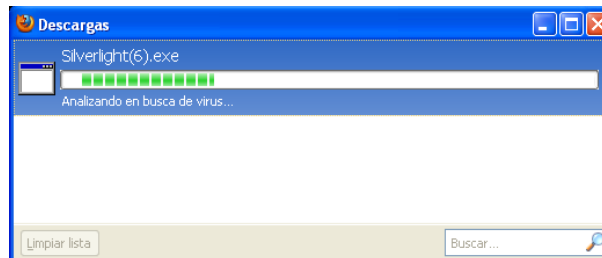 Descargas
Silverlight(6).exe
Analizando en busca de virus...
Limpiar lista
Buscar...